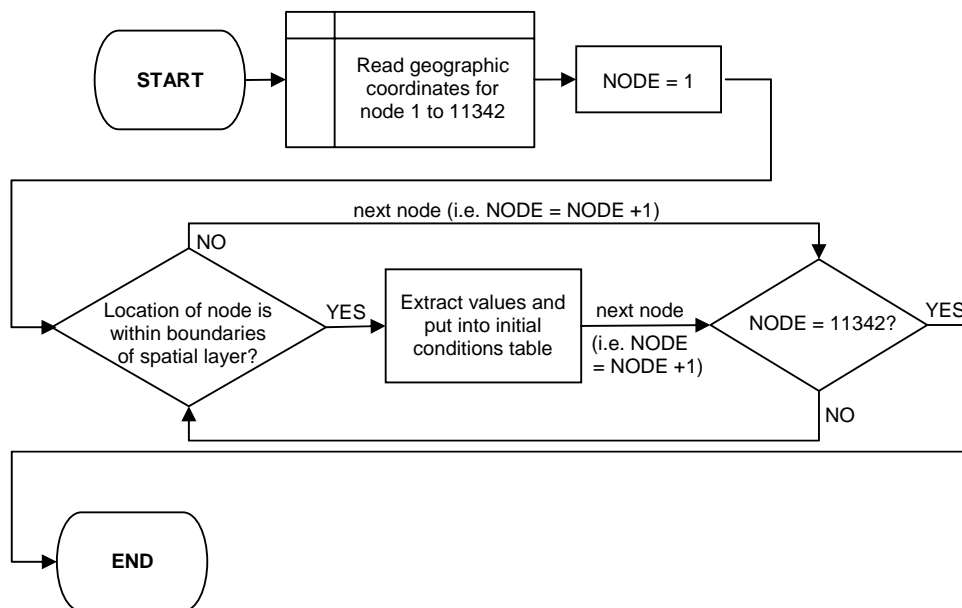 START
Read geographic
coordinates for
node 1 to 11342
NODE = 1
next node (i.e. NODE = NODE +1)
NO
Location of node is
within boundaries
of spatial layer?
YES
Extract values and
put into initial
conditions table
next node
(i.e. NODE
= NODE +1)
NODE = 11342?
YES
NO
END